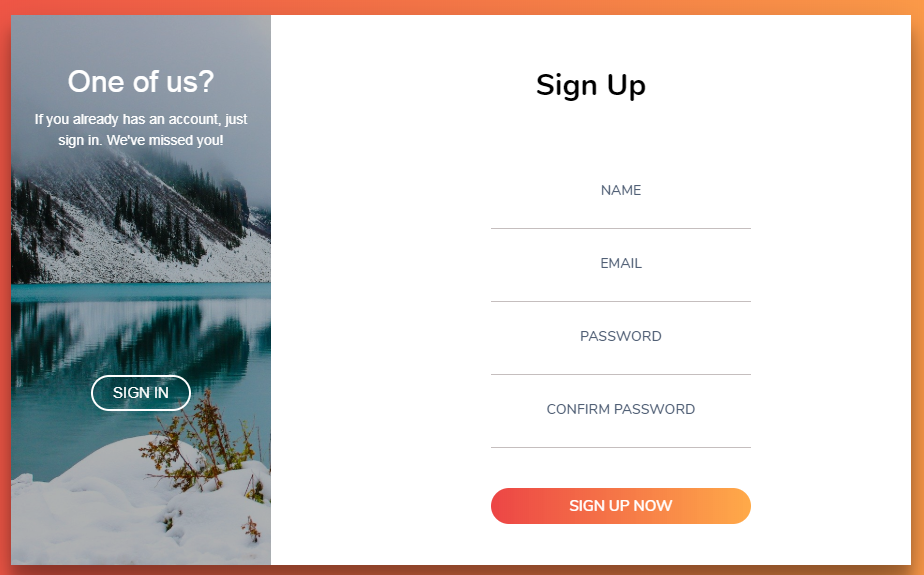 One of us?
If you already has an account, just
sign in. We've missed you!
SIGN IN
Sign Up
NAME
EMAIL
PASSWORD
CONFIRM PASSWORD
SIGN UP NOW